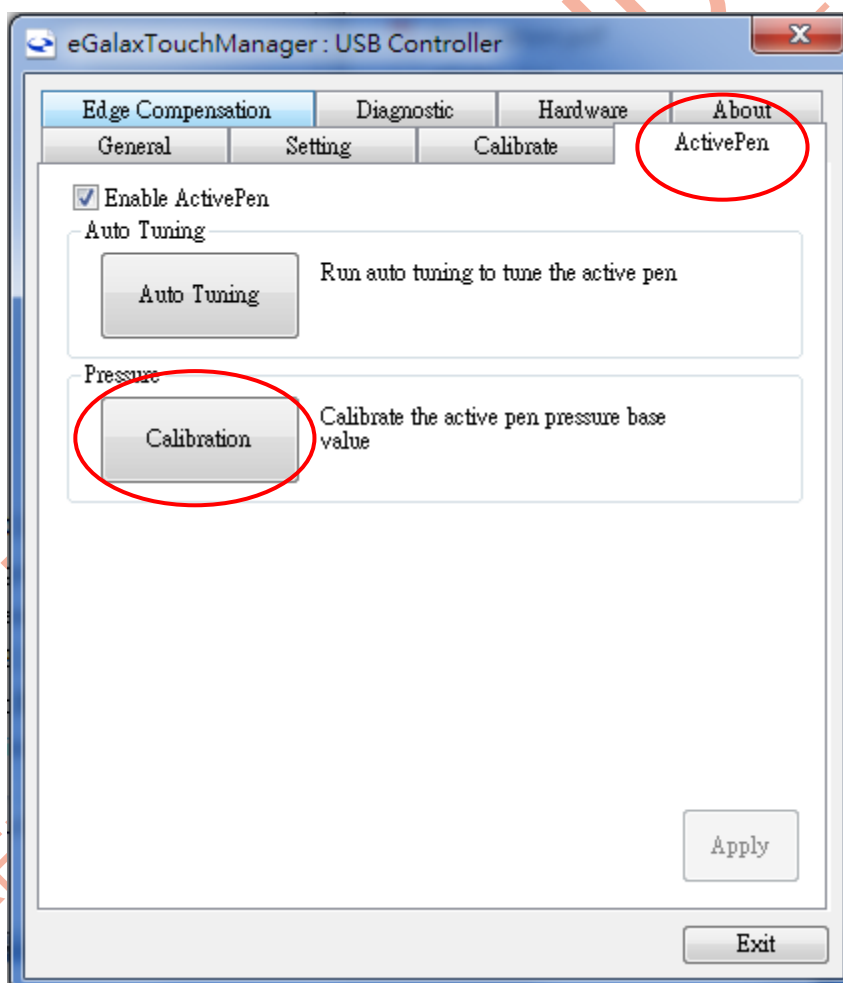 eGalaxTouchManager : USB Controller
Edge Compensation Diagnostic Hardware About
General Setting Calibrate ActivePen
Enable ActivePen
Auto Tuning
Auto Tuning
Run auto tuning to tune the active pen
Pressure
Calibration
Calibrate the active pen pressure base
value
Apply
Exit